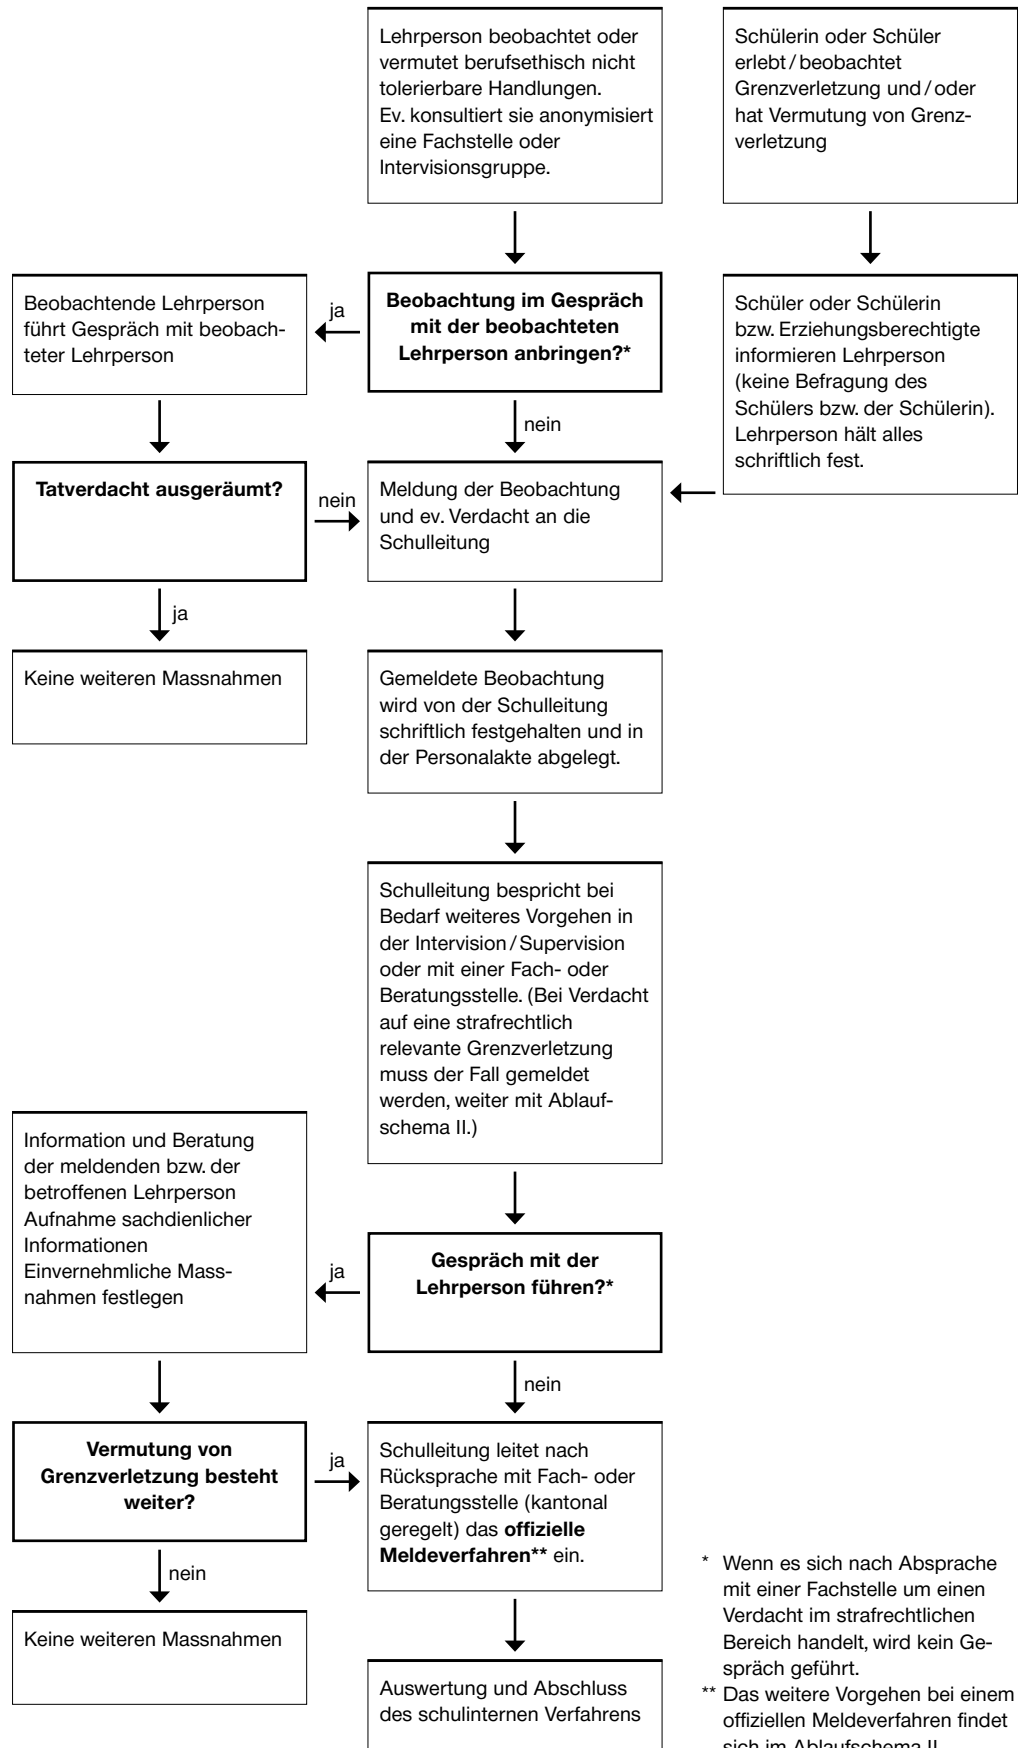 Lehrperson beobachtet oder
vermutet berufsethisch nicht
tolerierbare Handlungen.
Ev. konsultiert sie anonymisiert
eine Fachstelle oder
Intervisionsgruppe.
Schülerin oder Schüler
erlebt / beobachtet
Grenzverletzung und / oder
hat Vermutung von Grenz-
verletzung
Beobachtende Lehrperson
führt Gespräch mit beobach-
teter Lehrperson
ja
Beobachtung im Gespräch
mit der beobachteten
Lehrperson anbringen?*
Schüler oder Schülerin
bzw. Erziehungsberechtigte
informieren Lehrperson
(keine Befragung des
Schülers bzw. der Schülerin).
Lehrperson hält alles
schriftlich fest.
nein
Tatverdacht ausgeräumt?
nein
Meldung der Beobachtung
und ev. Verdacht an die
Schulleitung
ja
Keine weiteren Massnahmen
Gemeldete Beobachtung
wird von der Schulleitung
schriftlich festgehalten und in
der Personalakte abgelegt.
Schulleitung bespricht bei
Bedarf weiteres Vorgehen in
der Intervision / Supervision
oder mit einer Fach- oder
Beratungsstelle. (Bei Verdacht
auf eine strafrechtlich
relevante Grenzverletzung
muss der Fall gemeldet
werden, weiter mit Ablauf-
schema II.)
Information und Beratung
der meldenden bzw. der
betroffenen Lehrperson
Aufnahme sachdienlicher
Informationen
Einvernehmliche Mass-
nahmen festlegen
ja
Gespräch mit der
Lehrperson führen?*
nein
Vermutung von
Grenzverletzung besteht
weiter?
ja
Schulleitung leitet nach
Rücksprache mit Fach- oder
Beratungsstelle (kantonal
geregelt) das offizielle
Meldeverfahren** ein.
nein
Keine weiteren Massnahmen
Auswertung und Abschluss
des schulinternen Verfahrens
* Wenn es sich nach Absprache
mit einer Fachstelle um einen
Verdacht im strafrechtlichen
Bereich handelt, wird kein Ge-
spräch geführt.
** Das weitere Vorgehen bei einem
offiziellen Meldeverfahren findet
sich im Ablaufschema II